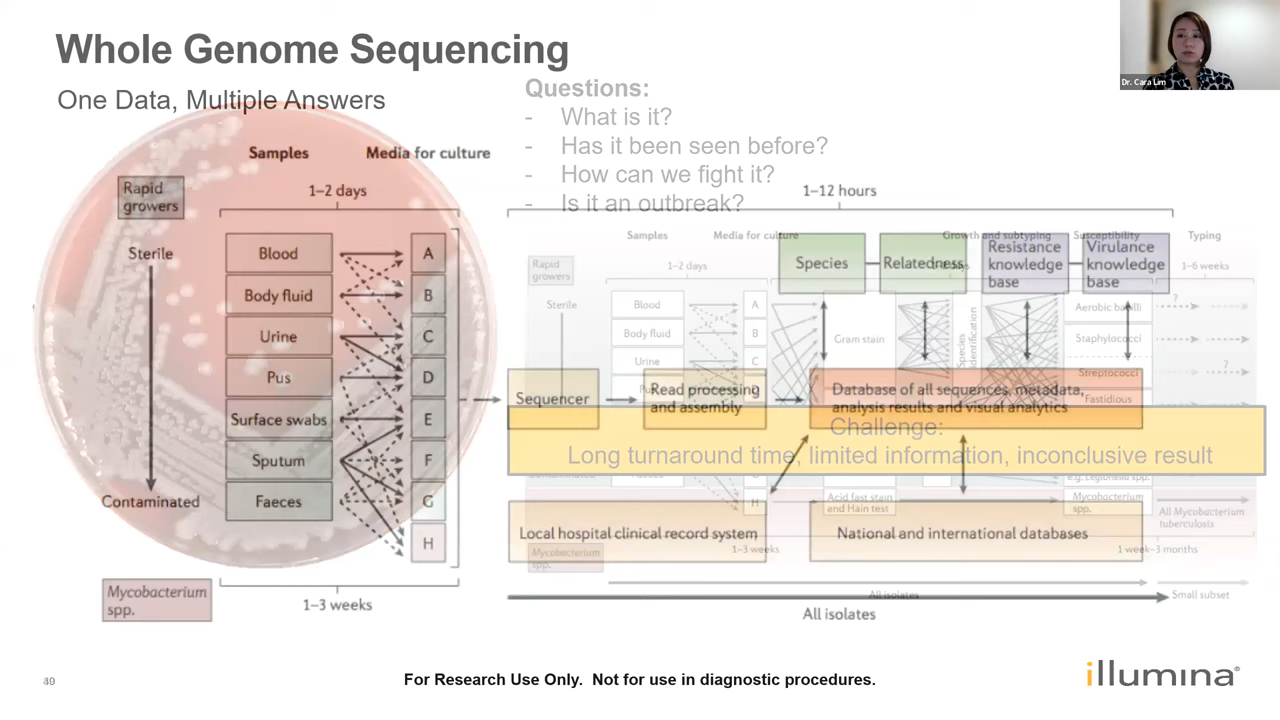 Whole Genome Sequencing
One Data, Multiple Answers
Dr. Cara Lim
Questions:
- What is it?
- Has it been seen before?
- How can we fight it?
- Is it an outbreak?
Samples
Media for culture
Rapid
growers
1–2 days
1–12 hours
Sterile
Contaminated
Blood
Body fluid
Urine
Pus
Surface swabs
Sputum
Faeces
A
B
C
D
E
F
G
H
Mycobacterium
spp.
1–3 weeks
Species
Relatedness
Resistance
knowledge
base
Virulance
knowledge
base
Sequencer
Read processing
and assembly
Database of all sequences, metadata,
analysis results and visual analytics
Local hospital clinical record system
National and international databases
All isolates
Samples
Media for culture
Growth and subtyping
Susceptibility
Typing
Rapid
growers
1–2 days
1–6 weeks
Sterile
Blood
Body fluid
Urine
A
B
C
Gram stain
Species
identification
Aerobic bacilli
Staphylococci
Streptococci
Fastidious
?
?
Challenge:
Long turnaround time, limited information, inconclusive result
e.g. Legionella spp.
H
Acid fast stain
and Hain test
Mycobacterium
spp.
All Mycobacterium
tuberculosis
Mycobacterium
spp.
1–3 weeks
1 week–3 months
All isolates
Small subset
For Research Use Only. Not for use in diagnostic procedures.
illumina®